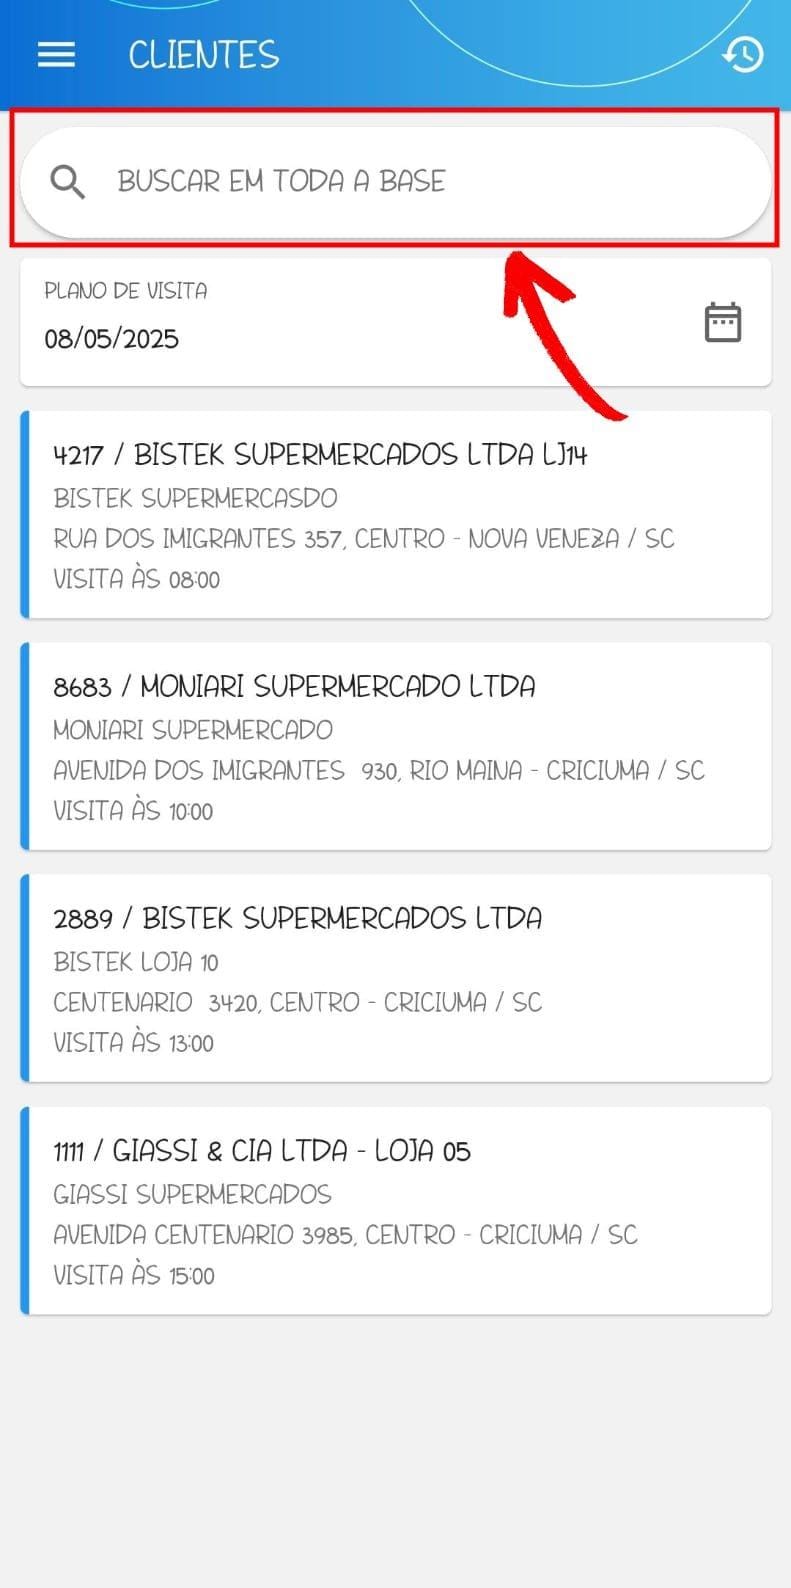 CLIENTES
BUSCAR EM TODA A BASE
PLANO DE VISITA
08/05/2025
4217 / BISTEK SUPERMERCADOS LTDA LJ14
BISTEK SUPERMERCASDO
RUA DOS IMIGRANTES 357, CENTRO - NOVA VENEZA / SC
VISITA ÀS 08:00
8683 / MONIARI SUPERMERCADO LTDA
MONIARI SUPERMERCADO
AVENIDA DOS IMIGRANTES  930, RIO MAINA - CRICIUMA / SC
VISITA ÀS 10:00
2889 / BISTEK SUPERMERCADOS LTDA
BISTEK LOJA 10
CENTENARIO  3420, CENTRO - CRICIUMA / SC
VISITA ÀS 13:00
1111 / GIASSI & CIA LTDA - LOJA 05
GIASSI SUPERMERCADOS
AVENIDA CENTENARIO 3985, CENTRO - CRICIUMA / SC
VISITA ÀS 15:00